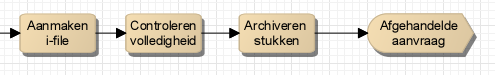 Aanmaken
i-file
Controleren
volledigheid
Archiveren
stukken
Afgehandelde
aanvraag